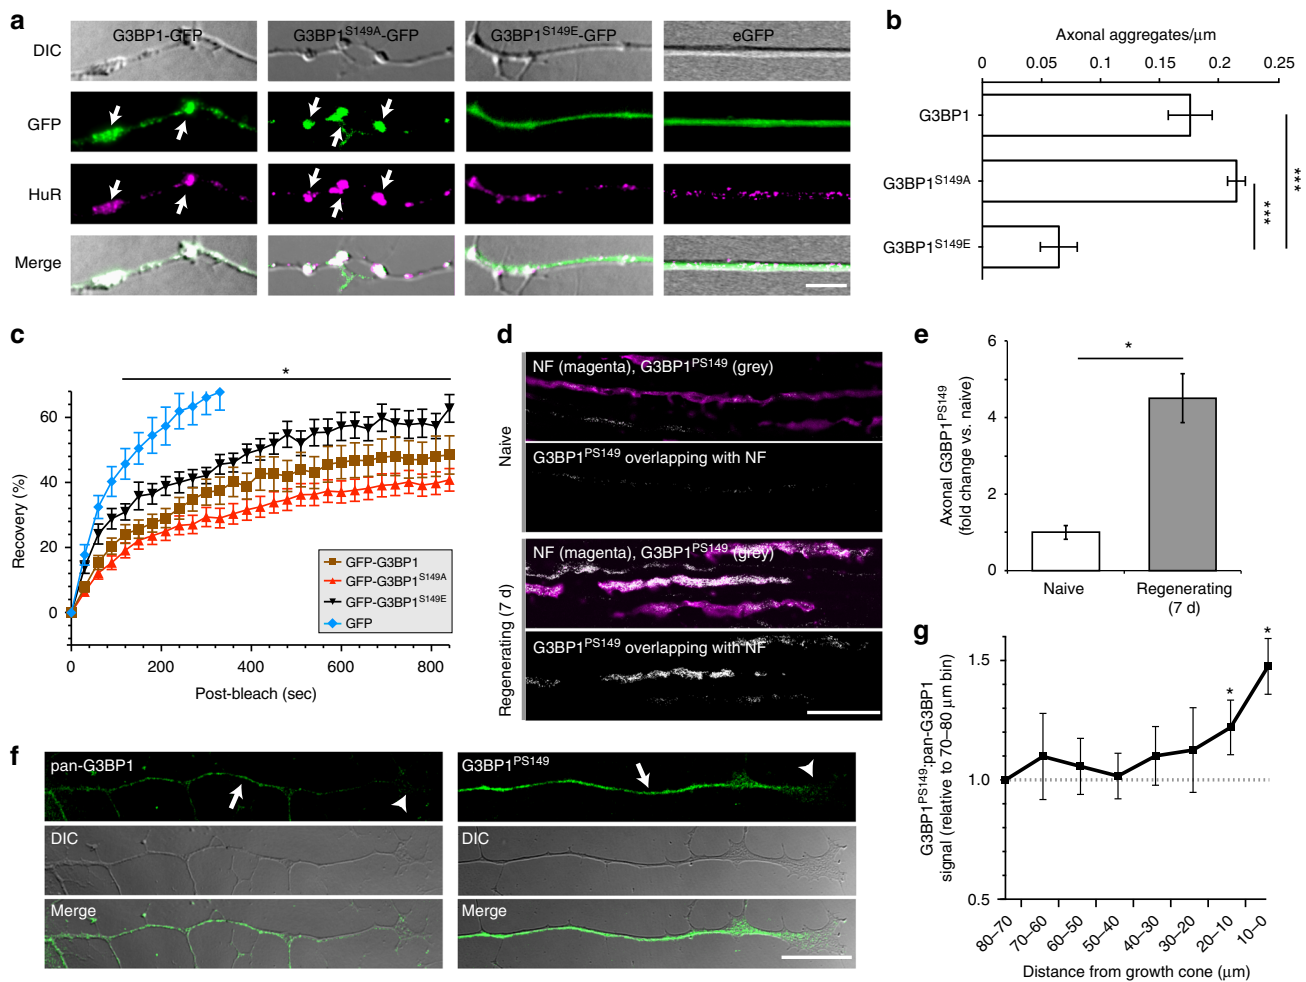 a
G3BP1-GFP
G3BP1S149A-GFP
G3BP1S149E-GFP
eGFP
DIC
GFP
HuR
Merge
b
Axonal aggregates/μm
0 0.05 0.1 0.15 0.2 0.25
G3BP1
G3BP1S149A
G3BP1S149E
***
***
c
*
Recovery (%)
60
40
20
0
0 200 400 600 800
Post-bleach (sec)
GFP-G3BP1
GFP-G3BP1S149A
GFP-G3BP1S149E
GFP
d
Naive
NF (magenta), G3BP1PS149 (grey)
G3BP1PS149 overlapping with NF
Regenerating (7 d)
NF (magenta), G3BP1PS149 (grey)
G3BP1PS149 overlapping with NF
e
Axonal G3BP1PS149
(fold change vs. naive)
6
4
2
0
*
Naive
Regenerating
(7 d)
f
pan-G3BP1
DIC
Merge
G3BP1PS149
DIC
Merge
g
G3BP1PS149:pan-G3BP1
signal (relative to 70–80 μm bin)
1.5
1.0
0.5
*
*
80–70
70–60
60–50
50–40
40–30
30–20
20–10
10–0
Distance from growth cone (μm)